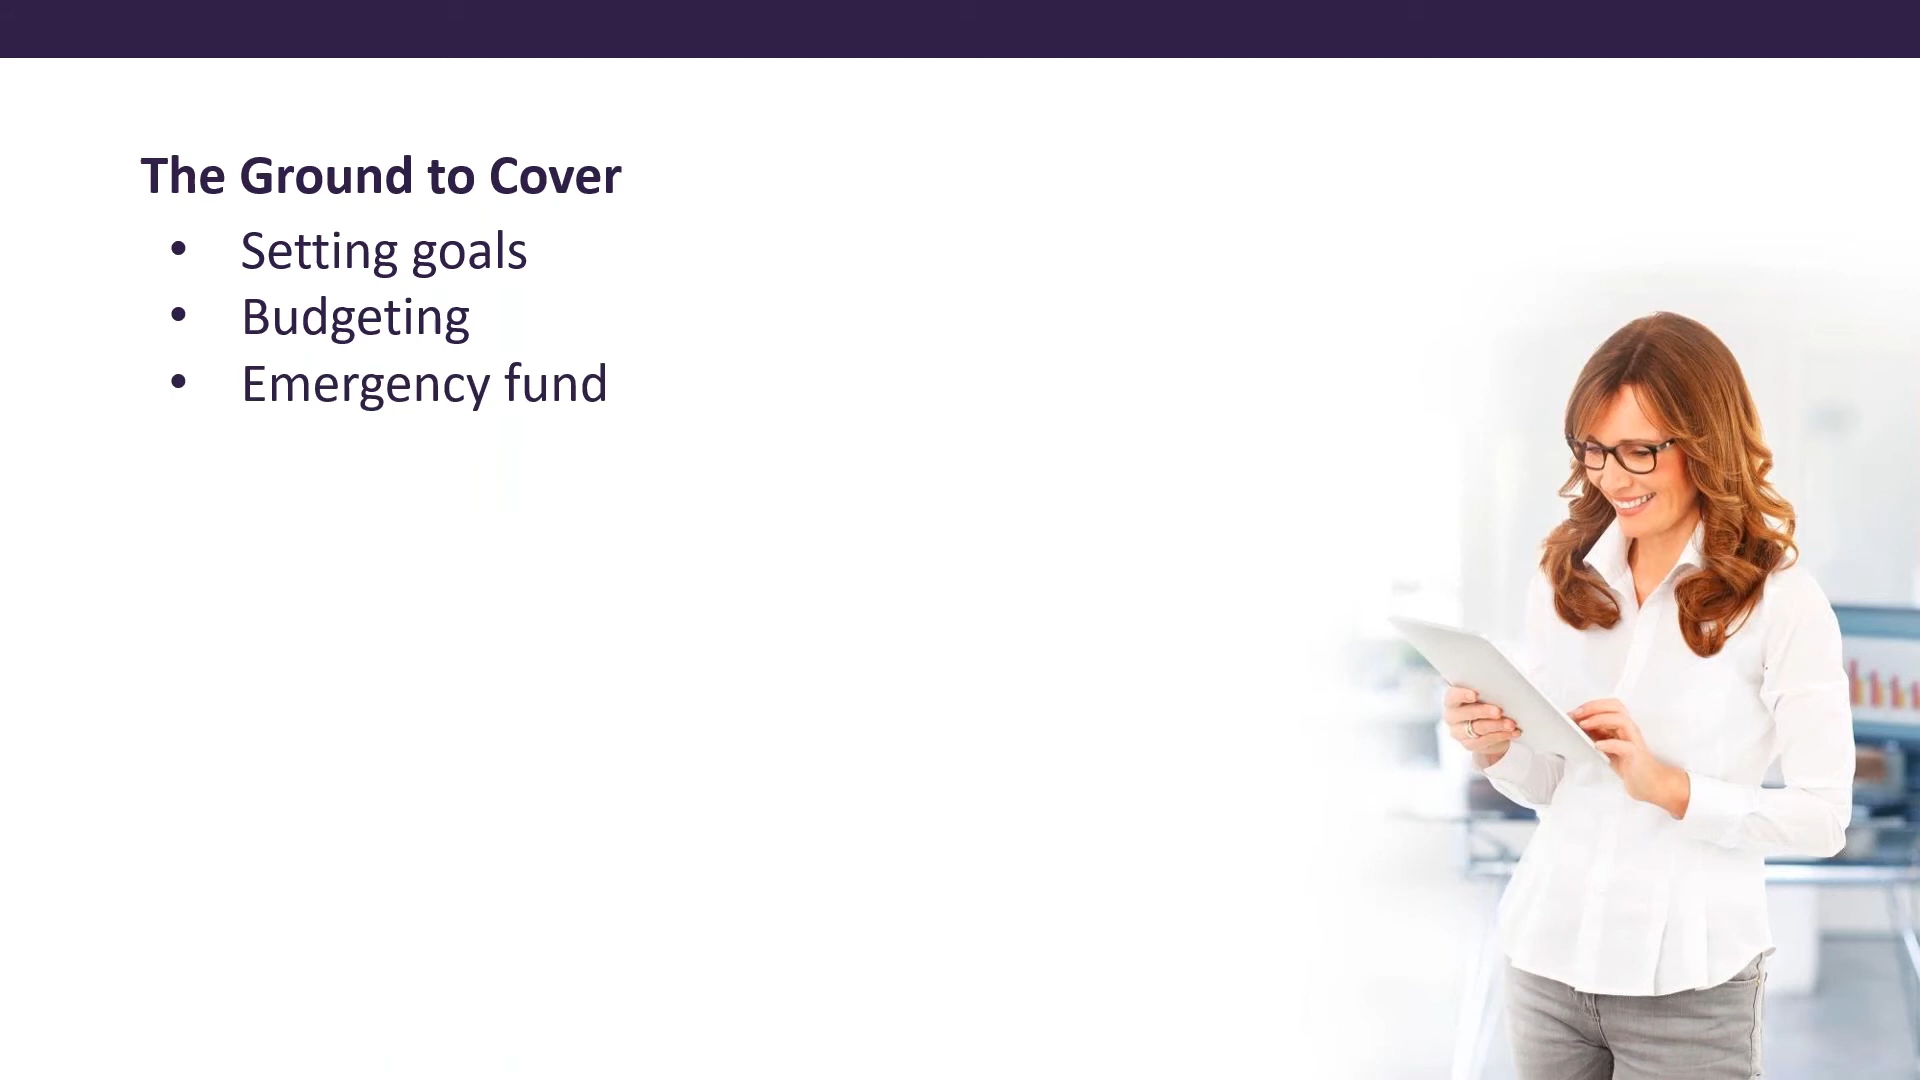 The Ground to Cover
• Setting goals
• Budgeting
• Emergency fund